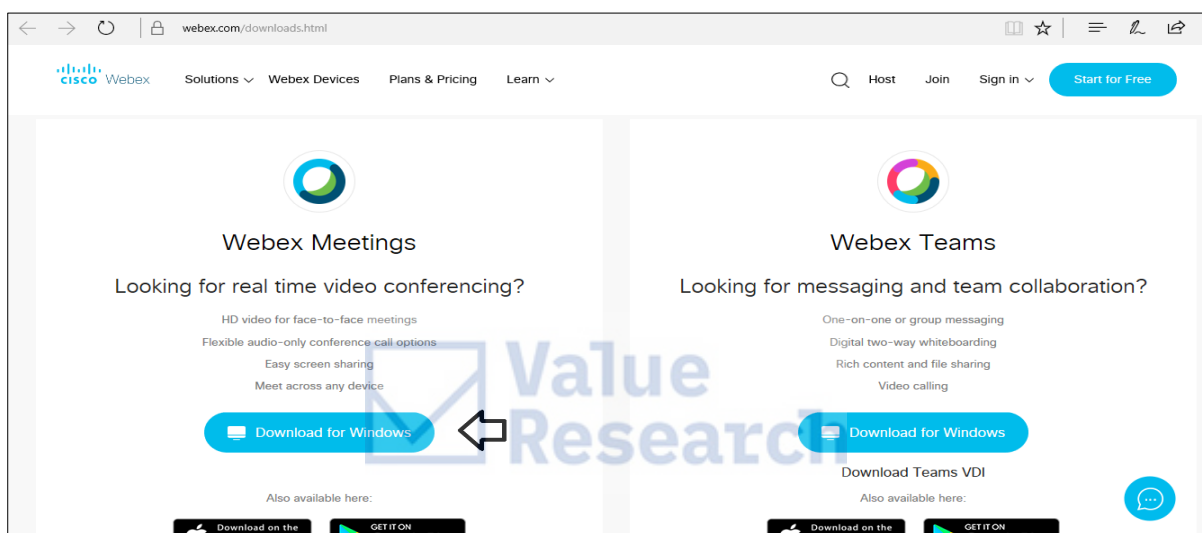 webex.com/downloads.html
CISCO Webex Solutions Webex Devices Plans & Pricing Learn Host Join Sign in Start for Free
Webex Meetings
Looking for real time video conferencing?
HD video for face-to-face meetings
Flexible audio-only conference call options
Easy screen sharing
Meet across any device
Download for Windows
Also available here:
Download on the
GET IT ON
Webex Teams
Looking for messaging and team collaboration?
One-on-one or group messaging
Digital two-way whiteboarding
Rich content and file sharing
Video calling
Download for Windows
Download Teams VDI
Also available here:
Download on the
GET IT ON
Value
Research